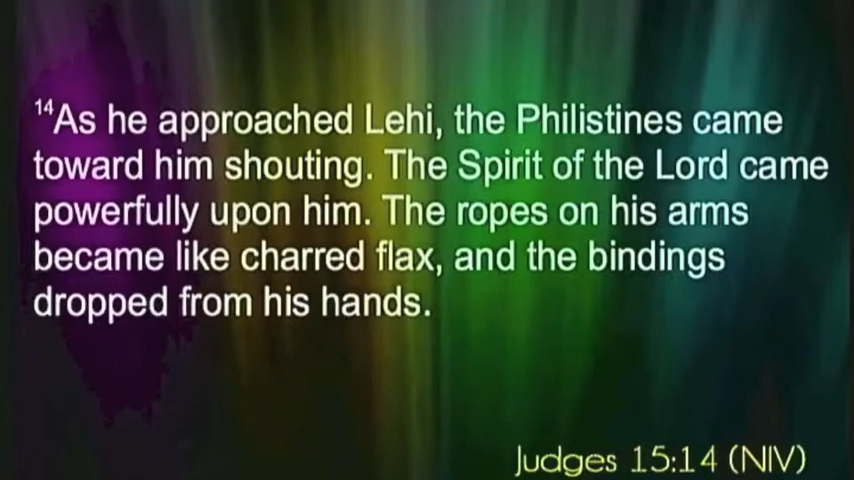 14As he approached Lehi, the Philistines came
toward him shouting. The Spirit of the Lord came
powerfully upon him. The ropes on his arms
became like charred flax, and the bindings
dropped from his hands.
Judges 15:14 (NIV)